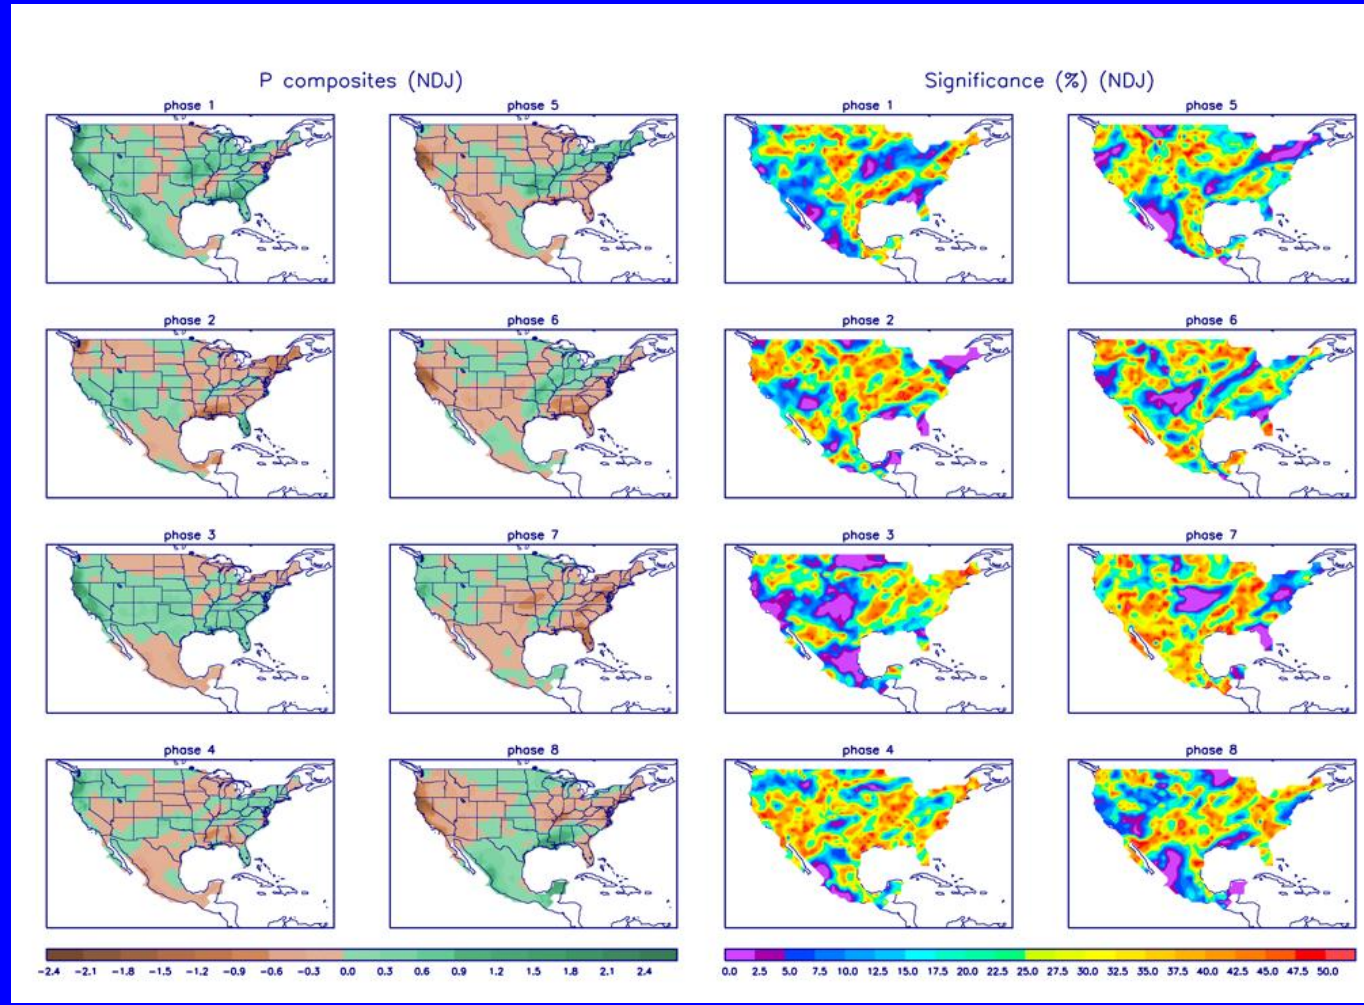 P composites (NDJ) Significance (%) (NDJ)
phase 1 phase 5 phase 1 phase 5
phase 2 phase 6 phase 2 phase 6
phase 3 phase 7 phase 3 phase 7
phase 4 phase 8 phase 4 phase 8
-2.4 -2.1 -1.8 -1.5 -1.2 -0.9 -0.6 -0.3 0.0 0.3 0.6 0.9 1.2 1.5 1.8 2.1 2.4 0.0 2.5 5.0 7.5 10.0 12.5 15.0 17.5 20.0 22.5 25.0 27.5 30.0 32.5 35.0 37.5 40.0 42.5 45.0 47.5 50.0